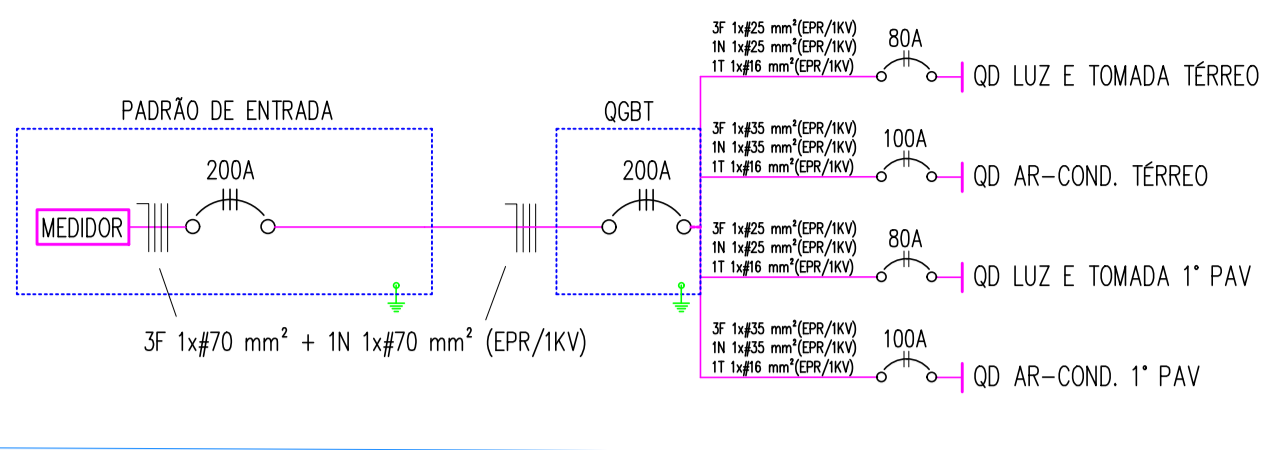 PADRÃO DE ENTRADA
MEDIDOR
200A
3F 1x#70 mm² + 1N 1x#70 mm² (EPR/1KV)
QGBT
200A
3F 1x#25 mm²(EPR/1KV)
1N 1x#25 mm²(EPR/1KV)
1T 1x#16 mm²(EPR/1KV)
80A
QD LUZ E TOMADA TÉRREO
3F 1x#35 mm²(EPR/1KV)
1N 1x#35 mm²(EPR/1KV)
1T 1x#16 mm²(EPR/1KV)
100A
QD AR-COND. TÉRREO
3F 1x#25 mm²(EPR/1KV)
1N 1x#25 mm²(EPR/1KV)
1T 1x#16 mm²(EPR/1KV)
80A
QD LUZ E TOMADA 1° PAV
3F 1x#35 mm²(EPR/1KV)
1N 1x#35 mm²(EPR/1KV)
1T 1x#16 mm²(EPR/1KV)
100A
QD AR-COND. 1° PAV